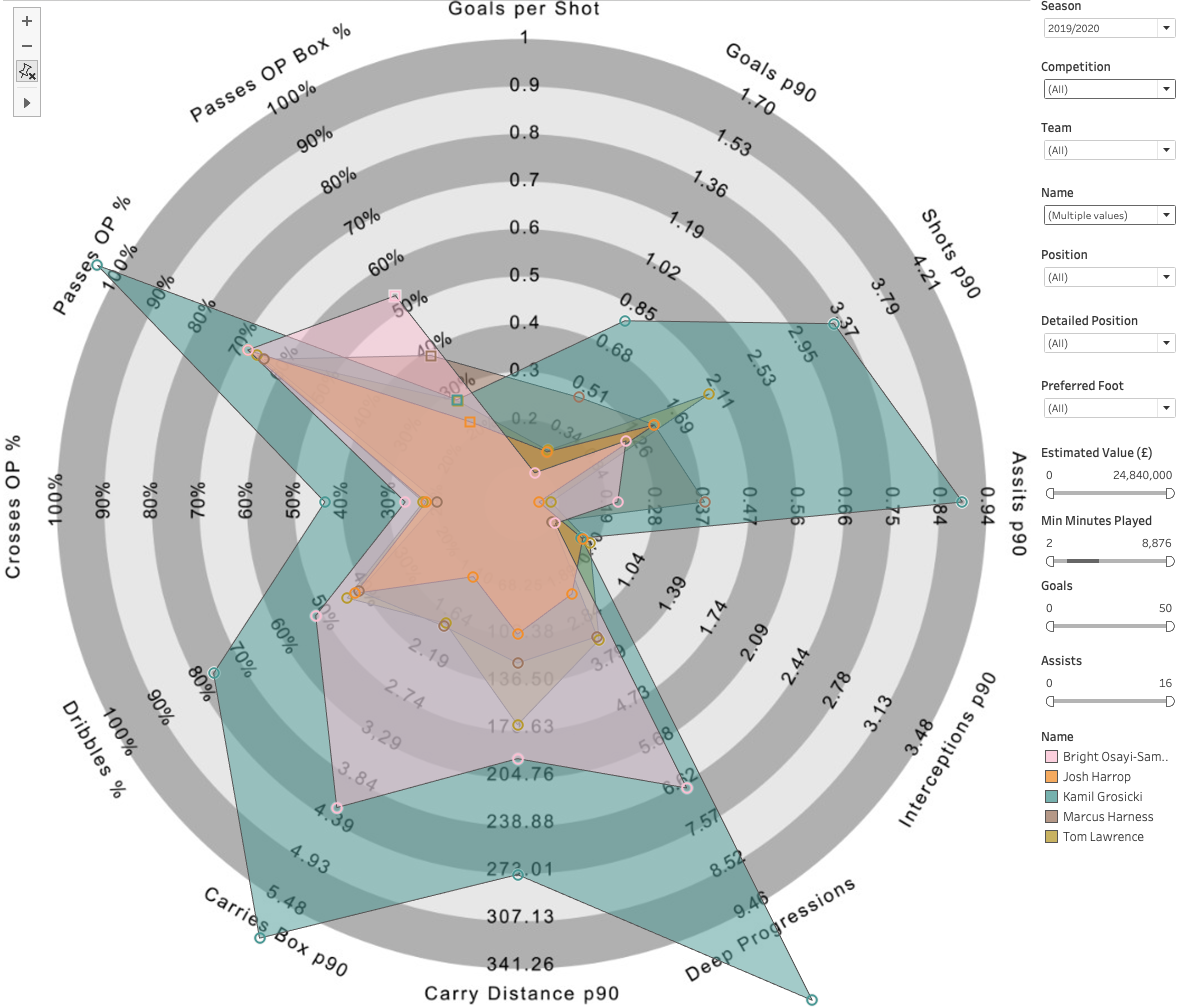 Goals per Shot
1
0.9
0.8
0.7
0.6
0.5
0.4
0.3
0.2
Goals p90
1.70
1.53
1.36
1.19
1.02
0.85
0.68
0.51
0.34
Shots p90
4.21
3.79
3.37
2.95
2.53
2.11
1.69
Assits p90
0.94
0.84
0.75
0.66
0.56
0.47
0.37
0.28
Interceptions p90
3.48
3.13
2.78
2.44
2.09
1.74
1.39
1.04
Deep Progressions
9.46
8.52
7.57
6.62
5.68
4.73
3.79
Carry Distance p90
341.26
307.13
273.01
238.88
204.76
136.50
Carries Box p90
5.48
4.93
4.39
3.84
3.29
2.74
2.19
1.64
Dribbles %
100%
90%
80%
70%
60%
50%
Crosses OP %
100%
90%
80%
70%
60%
50%
40%
30%
Passes OP %
100%
90%
80%
70%
Passes OP Box %
100%
90%
80%
70%
60%
50%
40%
30%
Season
2019/2020
Competition
(All)
Team
(All)
Name
(Multiple values)
Position
(All)
Detailed Position
(All)
Preferred Foot
(All)
Estimated Value (£)
0 24,840,000
Min Minutes Played
2 8,876
Goals
0 50
Assists
0 16
Name
Bright Osayi-Sam..
Josh Harrop
Kamil Grosicki
Marcus Harness
Tom Lawrence